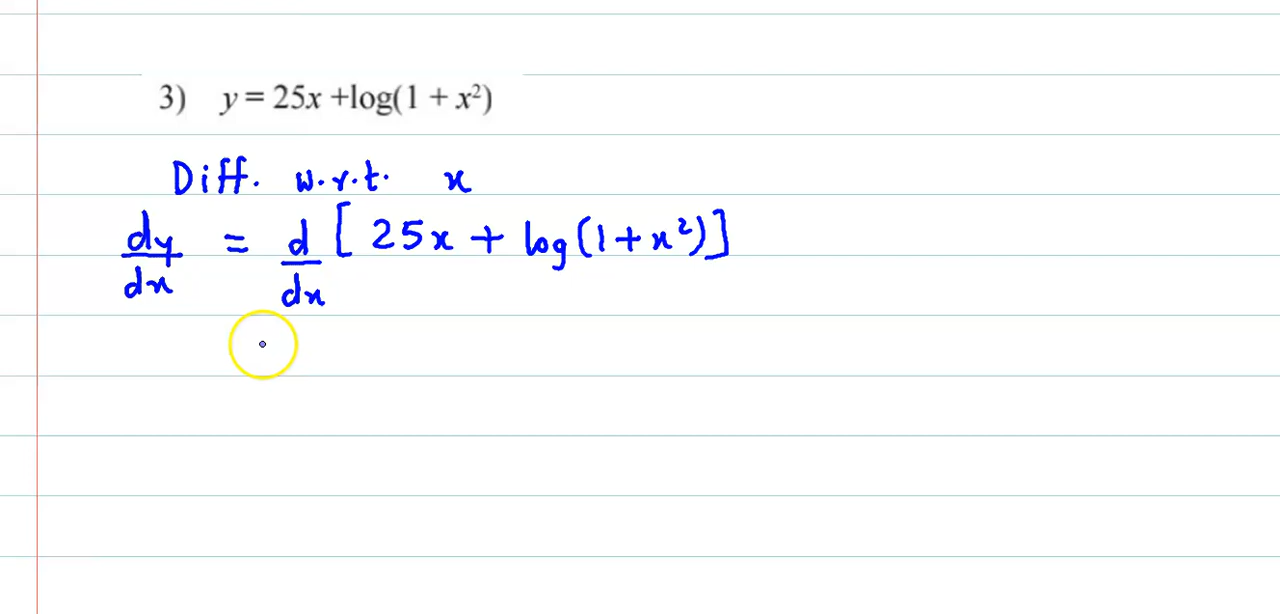 3) y = 25x +log(1 + x²)
Diff. w.r.t. x
dy/dx = d/dx [ 25x + log(1+x²)]